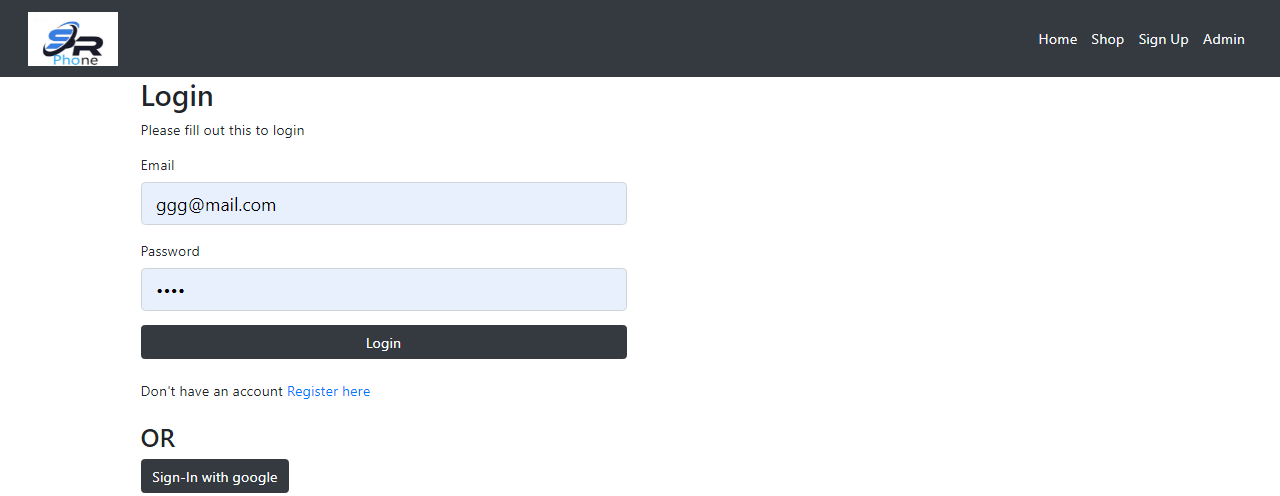 SR
Phone
Home Shop Sign Up Admin
Login
Please fill out this to login
Email
ggg@mail.com
Password
••••
Login
Don't have an account Register here
OR
Sign-In with google